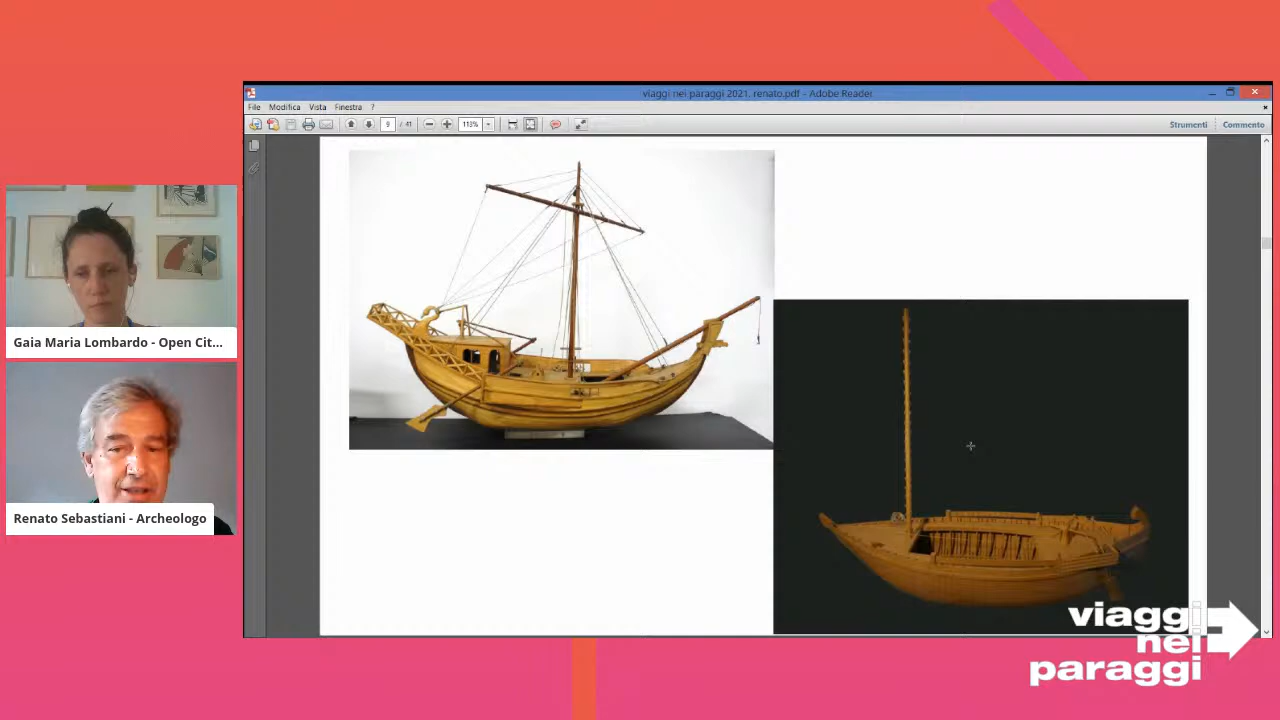 viaggi nei paraggi 2021. renato.pdf - Adobe Reader
File Modifica Vista Finestra ?
9 / 41 113% Strumenti Commento
Gaia Maria Lombardo - Open Cit...
Renato Sebastiani - Archeologo
viaggi
nei
paraggi